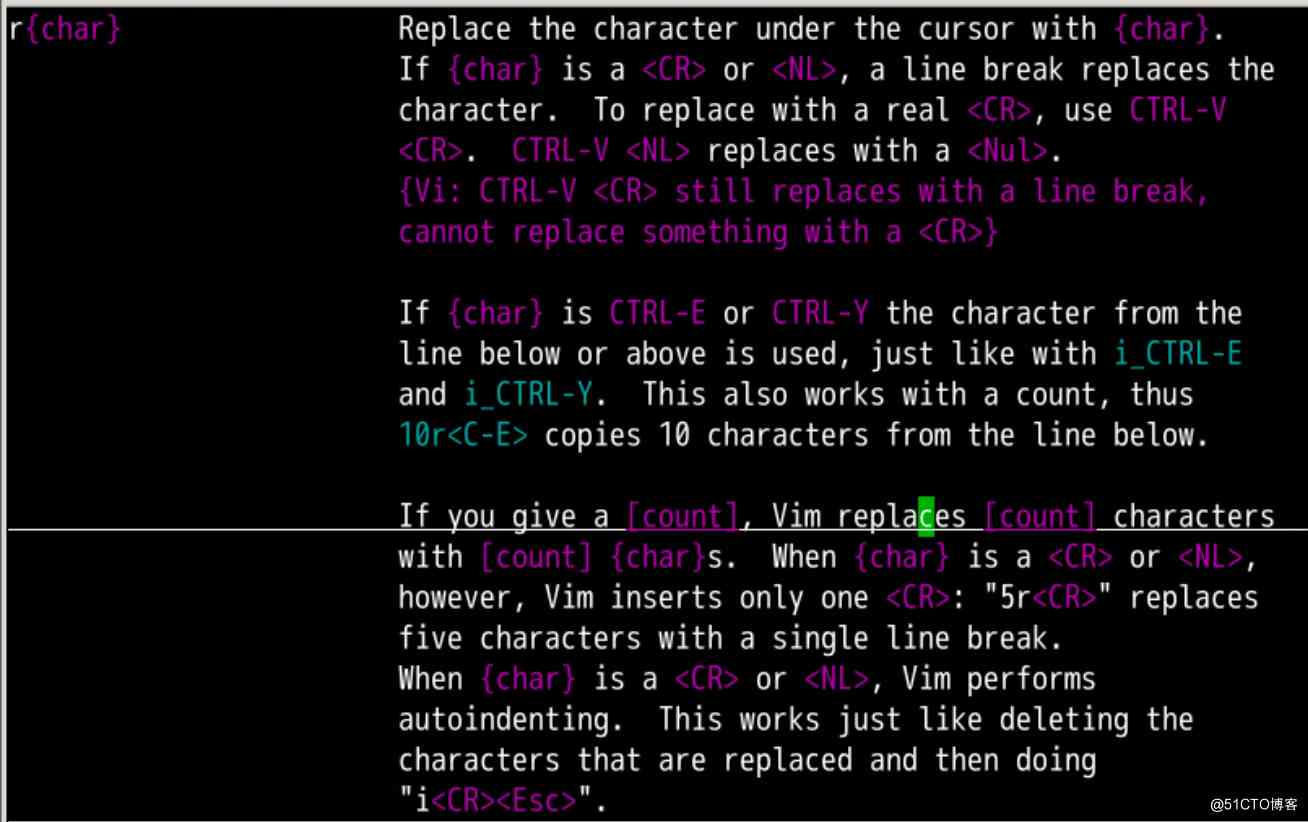 r{char} Replace the character under the cursor with {char}.
If {char} is a <CR> or <NL>, a line break replaces the
character.  To replace with a real <CR>, use CTRL-V
<CR>.  CTRL-V <NL> replaces with a <Nul>.
{Vi: CTRL-V <CR> still replaces with a line break,
cannot replace something with a <CR>}
If {char} is CTRL-E or CTRL-Y the character from the
line below or above is used, just like with i_CTRL-E
and i_CTRL-Y.  This also works with a count, thus
10r<C-E> copies 10 characters from the line below.
If you give a [count], Vim replaces [count] characters
with [count] {char}s.  When {char} is a <CR> or <NL>,
however, Vim inserts only one <CR>: "5r<CR>" replaces
five characters with a single line break.
When {char} is a <CR> or <NL>, Vim performs
autoindenting.  This works just like deleting the
characters that are replaced and then doing
"i<CR><Esc>".
@51CTO博客